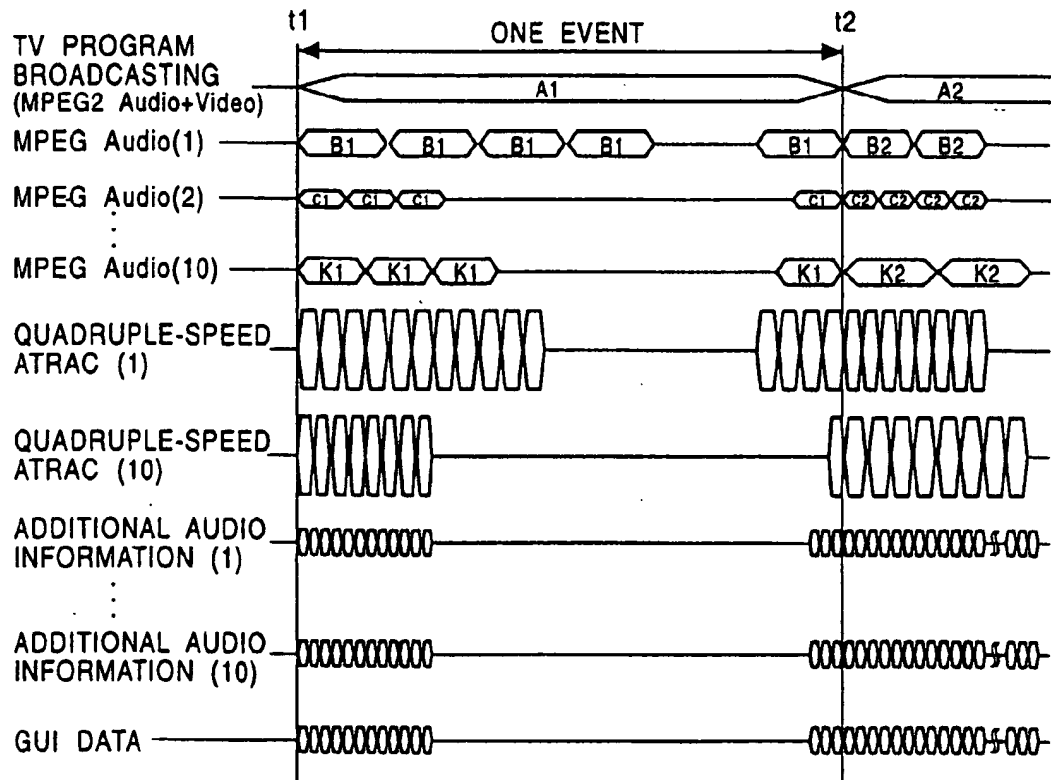 t1 t2
ONE EVENT
TV PROGRAM
BROADCASTING
(MPEG2 Audio+Video)
A1 A2
MPEG Audio(1) B1 B1 B1 B1 B1 B2 B2
MPEG Audio(2) C1 C1 C1 C1 C2 C2 C2 C2
MPEG Audio(10) K1 K1 K1 K1 K2 K2
QUADRUPLE-SPEED
ATRAC (1)
QUADRUPLE-SPEED
ATRAC (10)
ADDITIONAL AUDIO
INFORMATION (1)
ADDITIONAL AUDIO
INFORMATION (10)
GUI DATA